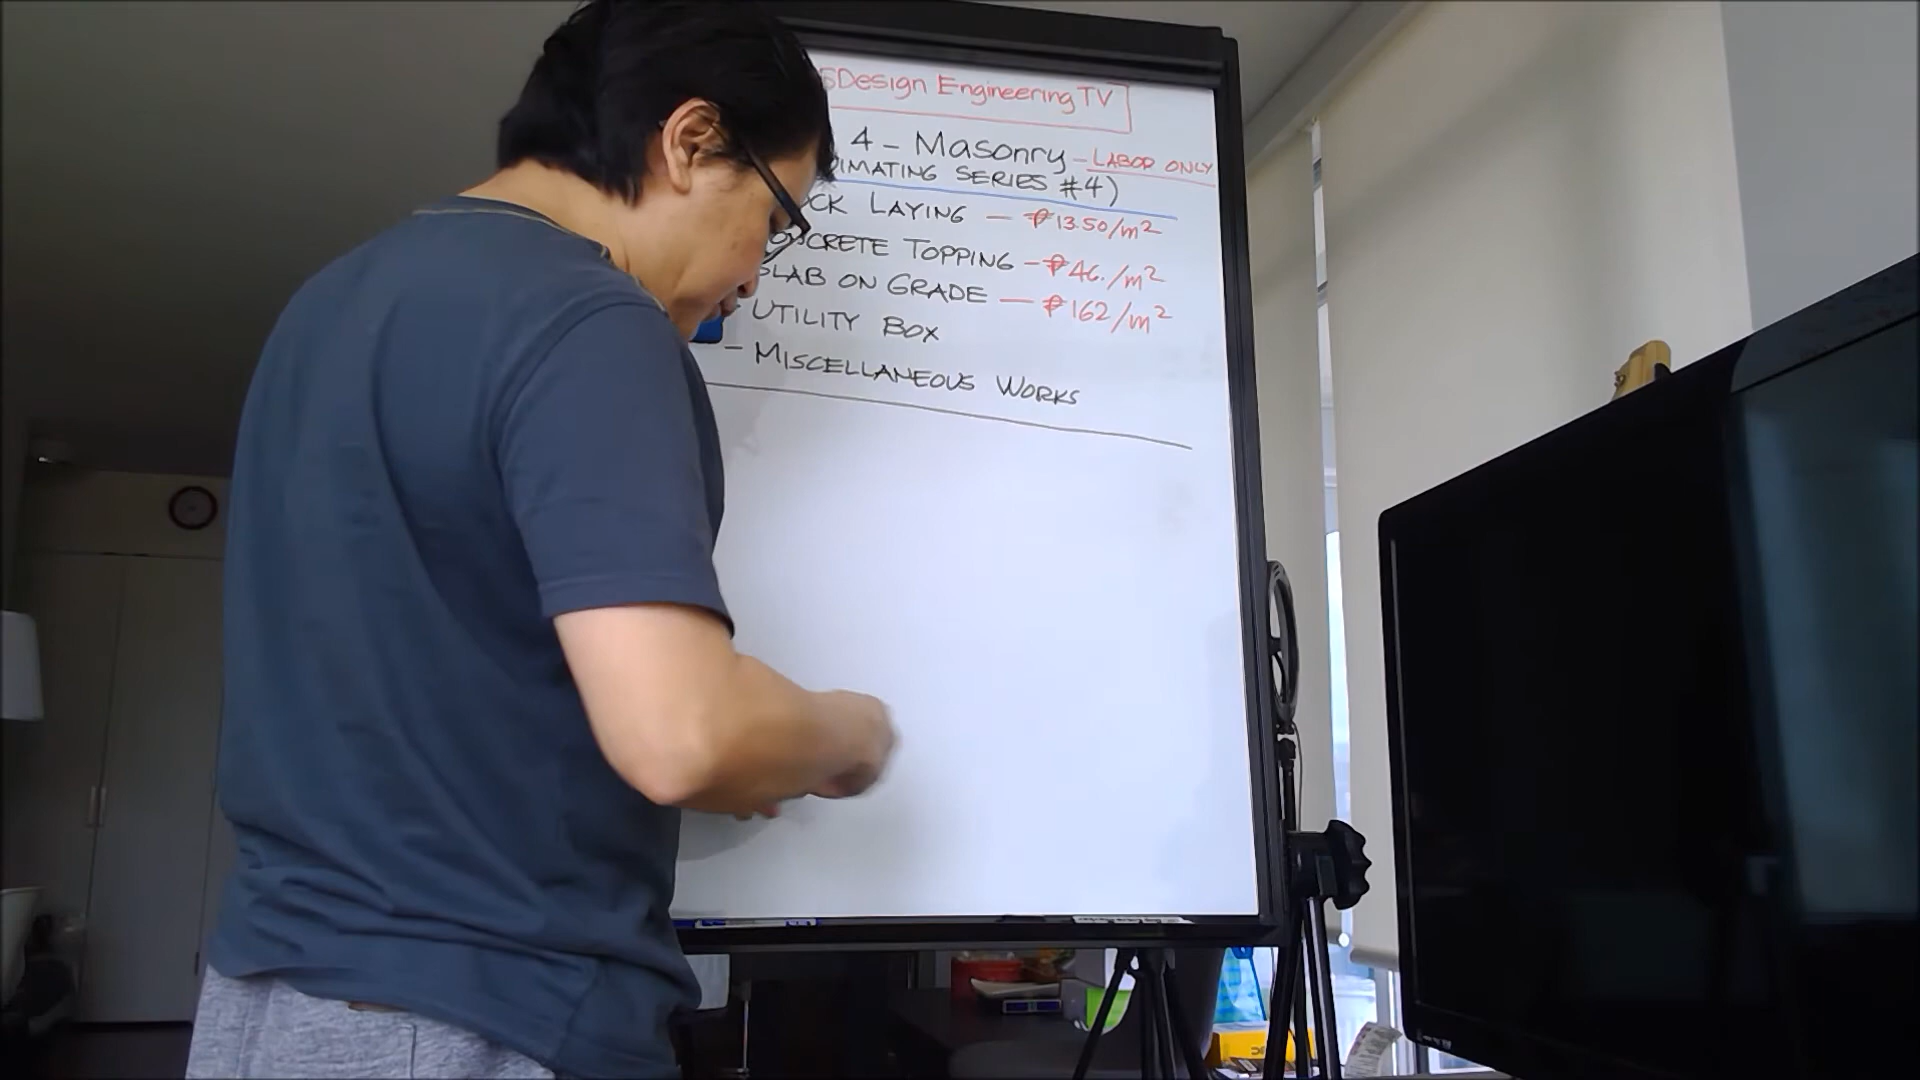 Design Engineering TV
4 - Masonry - LABOR ONLY
SERIES #4)
LAYING — ₱13.50/m²
TOPPING - ₱46./m²
SLAB ON GRADE — ₱162/m²
- UTILITY BOX
- MISCELLANEOUS WORKS